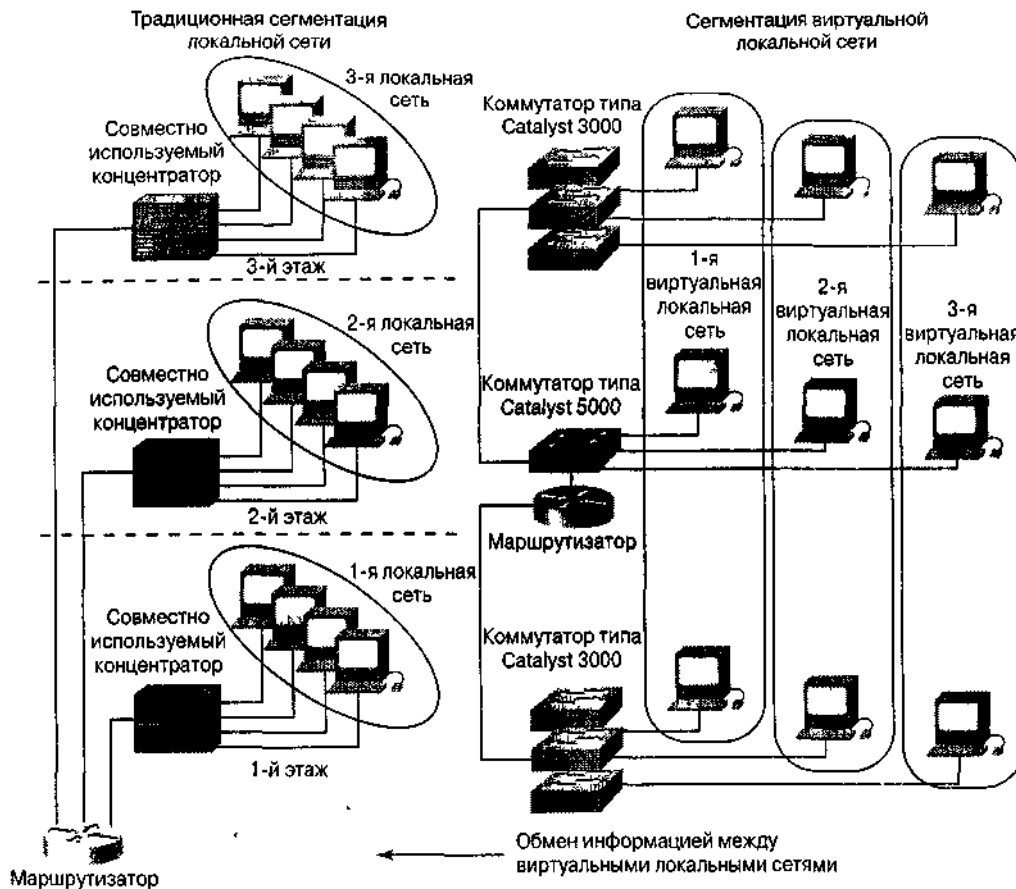 Традиционная сегментация
локальной сети
3-я локальная
сеть
Совместно
используемый
концентратор
3-й этаж
2-я локальная
сеть
Совместно
используемый
концентратор
2-й этаж
1-я локальная
сеть
Совместно
используемый
концентратор
1-й этаж
Маршрутизатор
Сегментация виртуальной
локальной сети
Коммутатор типа
Catalyst 3000
1-я
виртуальная
локальная
сеть
2-я
виртуальная
локальная
сеть
3-я
виртуальная
локальная
сеть
Коммутатор типа
Catalyst 5000
Маршрутизатор
Коммутатор типа
Catalyst 3000
Обмен информацией между
виртуальными локальными сетями